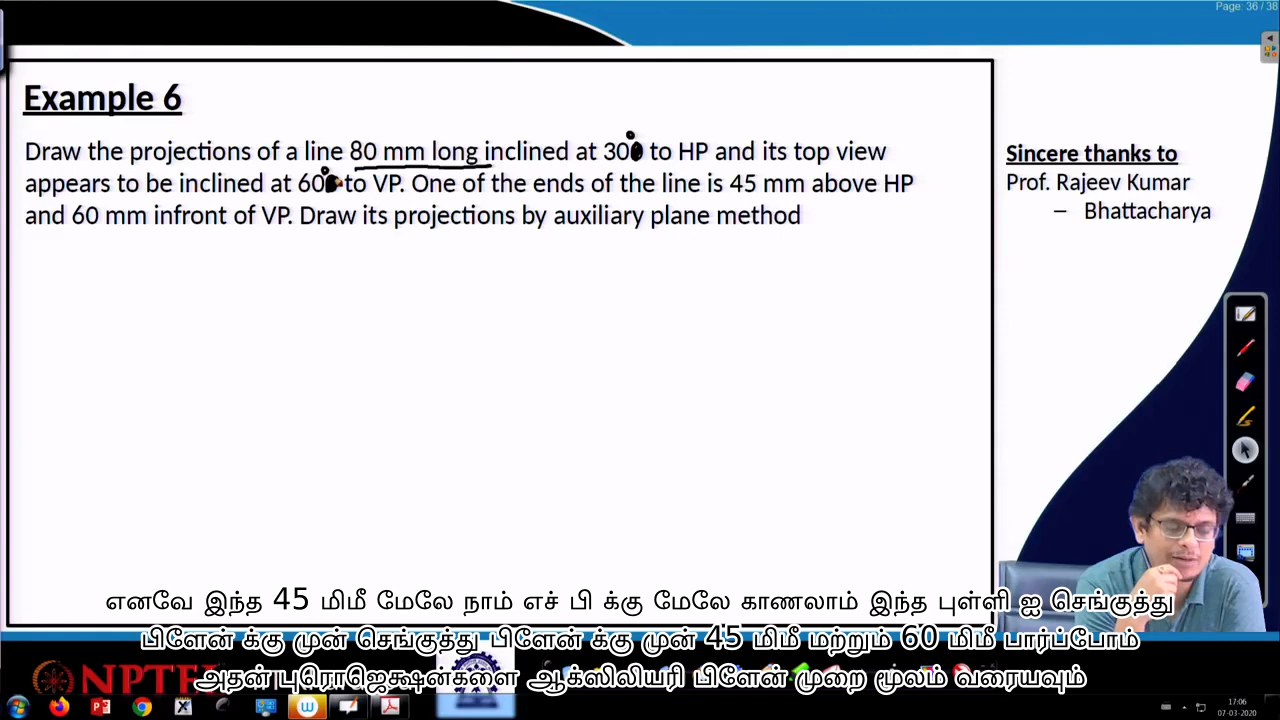 Page: 36 / 38
Example 6
Draw the projections of a line 80 mm long inclined at 30° to HP and its top view
appears to be inclined at 60° to VP. One of the ends of the line is 45 mm above HP
and 60 mm infront of VP. Draw its projections by auxiliary plane method
Sincere thanks to
Prof. Rajeev Kumar
– Bhattacharya
எனவே இந்த 45 மிமீ மேலே நாம் எச் பி க்கு மேலே காணலாம் இந்த புள்ளி ஐ செங்குத்து
பிளேன் க்கு முன் செங்குத்து பிளேன் க்கு முன் 45 மிமீ மற்றும் 60 மிமீ பார்ப்போம்
அதன் புரொஜெக்ஷன்களை ஆக்ஸிலியரி பிளேன் முறை மூலம் வரையவும்
NPTEL
17:06
07-03-2020